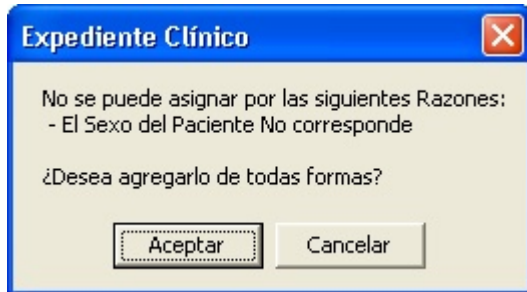 Expediente Clínico
No se puede asignar por las siguientes Razones:
- El Sexo del Paciente No corresponde
¿Desea agregarlo de todas formas?
Aceptar
Cancelar